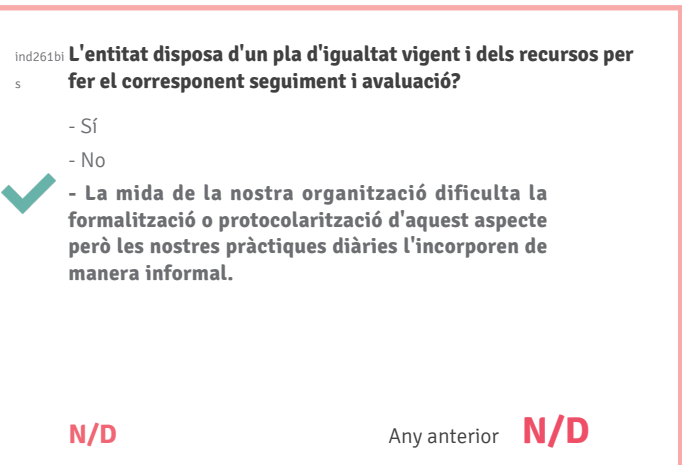 ind261bi L'entitat disposa d'un pla d'igualtat vigent i dels recursos per
s fer el corresponent seguiment i avaluació?
- Sí
- No
- La mida de la nostra organització dificulta la
formalització o protocolarització d'aquest aspecte
però les nostres pràctiques diàries l'incorporen de
manera informal.
N/D Any anterior N/D